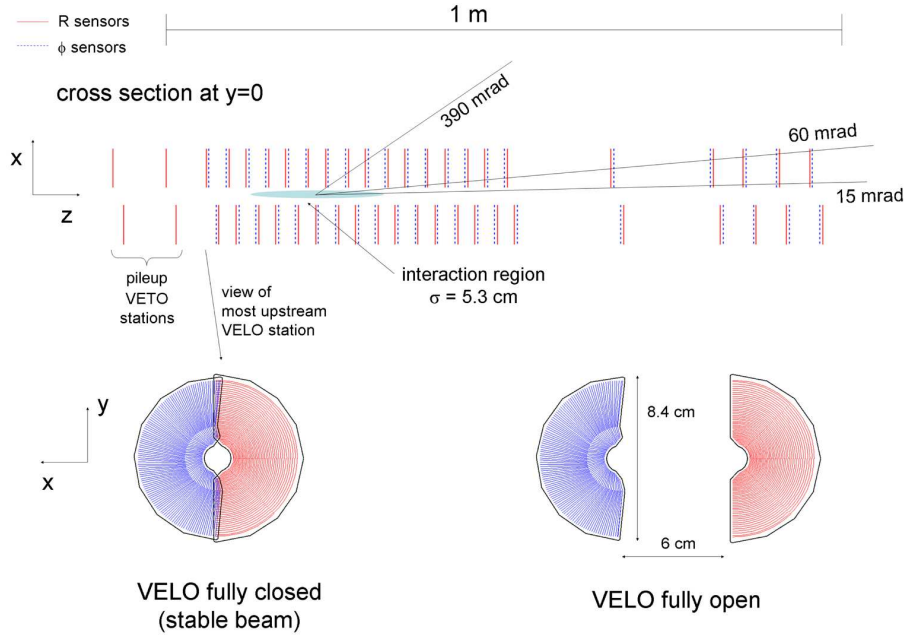 R sensors
ϕ sensors
1 m
cross section at y=0
390 mrad
60 mrad
15 mrad
x
z
interaction region
σ = 5.3 cm
pileup
VETO
stations
view of
most upstream
VELO station
y
x
8.4 cm
6 cm
VELO fully closed
(stable beam)
VELO fully open